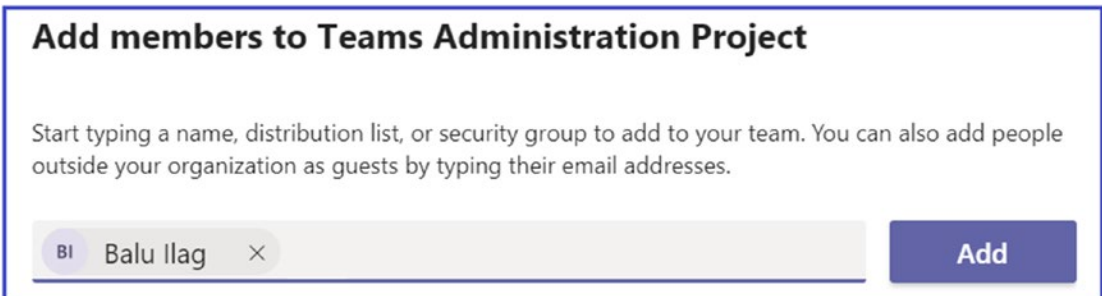 Add members to Teams Administration Project
Start typing a name, distribution list, or security group to add to your team. You can also add people
outside your organization as guests by typing their email addresses.
BI Balu Ilag ×
Add